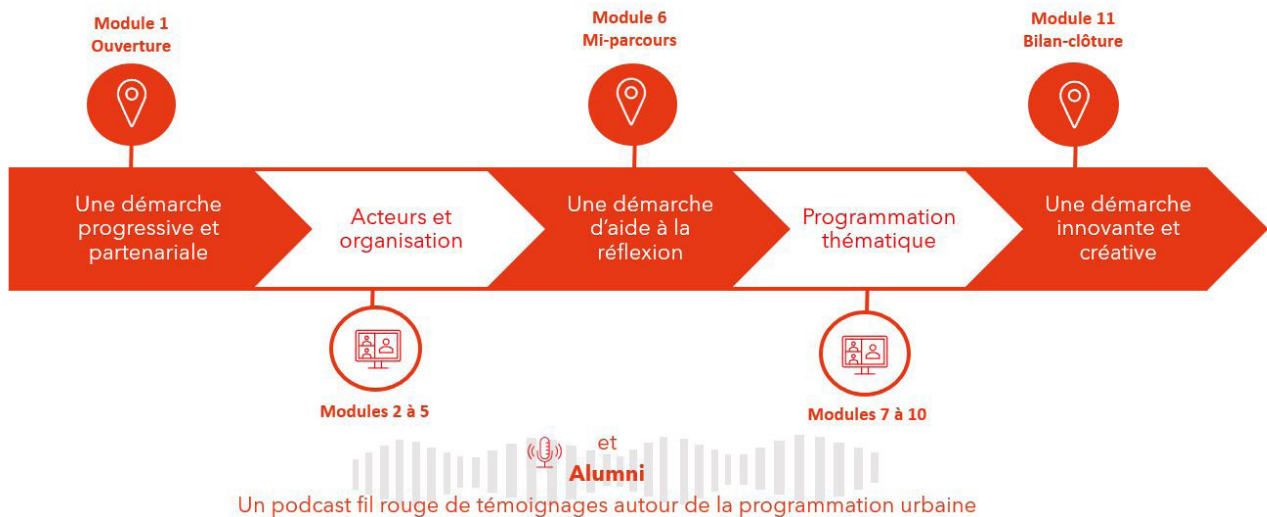 Module 1
Ouverture
Module 6
Mi-parcours
Module 11
Bilan-clôture
Une démarche
progressive et
partenariale
Acteurs et
organisation
Une démarche
d’aide à la
réflexion
Programmation
thématique
Une démarche
innovante et
créative
Modules 2 à 5
Modules 7 à 10
et
Alumni
Un podcast fil rouge de témoignages autour de la programmation urbaine